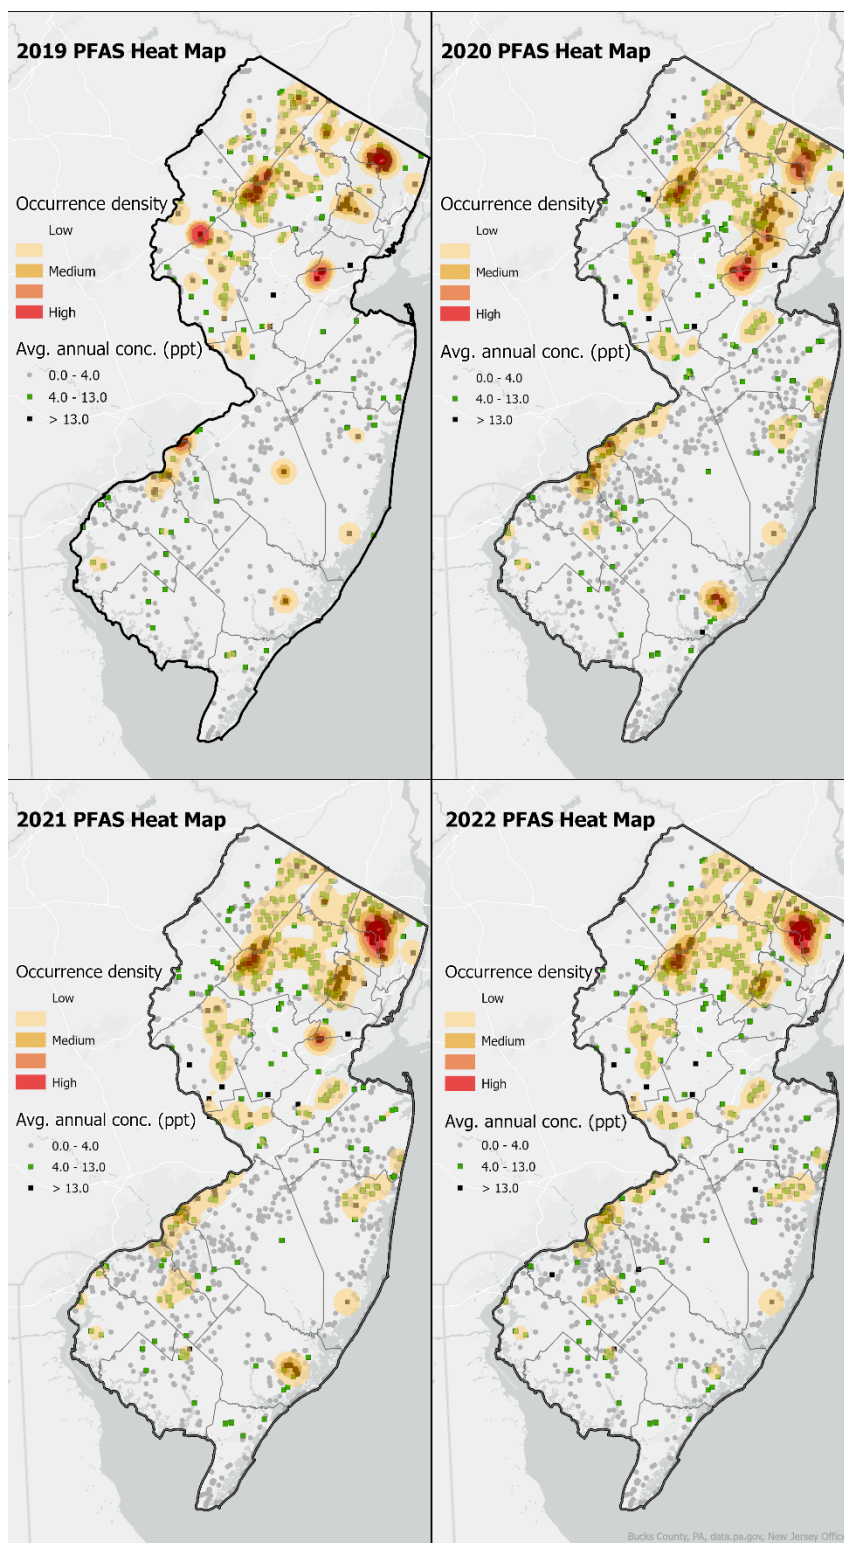 2019 PFAS Heat Map
Occurrence density
Low
Medium
High
Avg. annual conc. (ppt)
0.0 - 4.0
4.0 - 13.0
> 13.0
2020 PFAS Heat Map
Occurrence density
Low
Medium
High
Avg. annual conc. (ppt)
0.0 - 4.0
4.0 - 13.0
> 13.0
2021 PFAS Heat Map
Occurrence density
Low
Medium
High
Avg. annual conc. (ppt)
0.0 - 4.0
4.0 - 13.0
> 13.0
2022 PFAS Heat Map
Occurrence density
Low
Medium
High
Avg. annual conc. (ppt)
0.0 - 4.0
4.0 - 13.0
> 13.0
Bucks County, PA, data.pa.gov, New Jersey Office